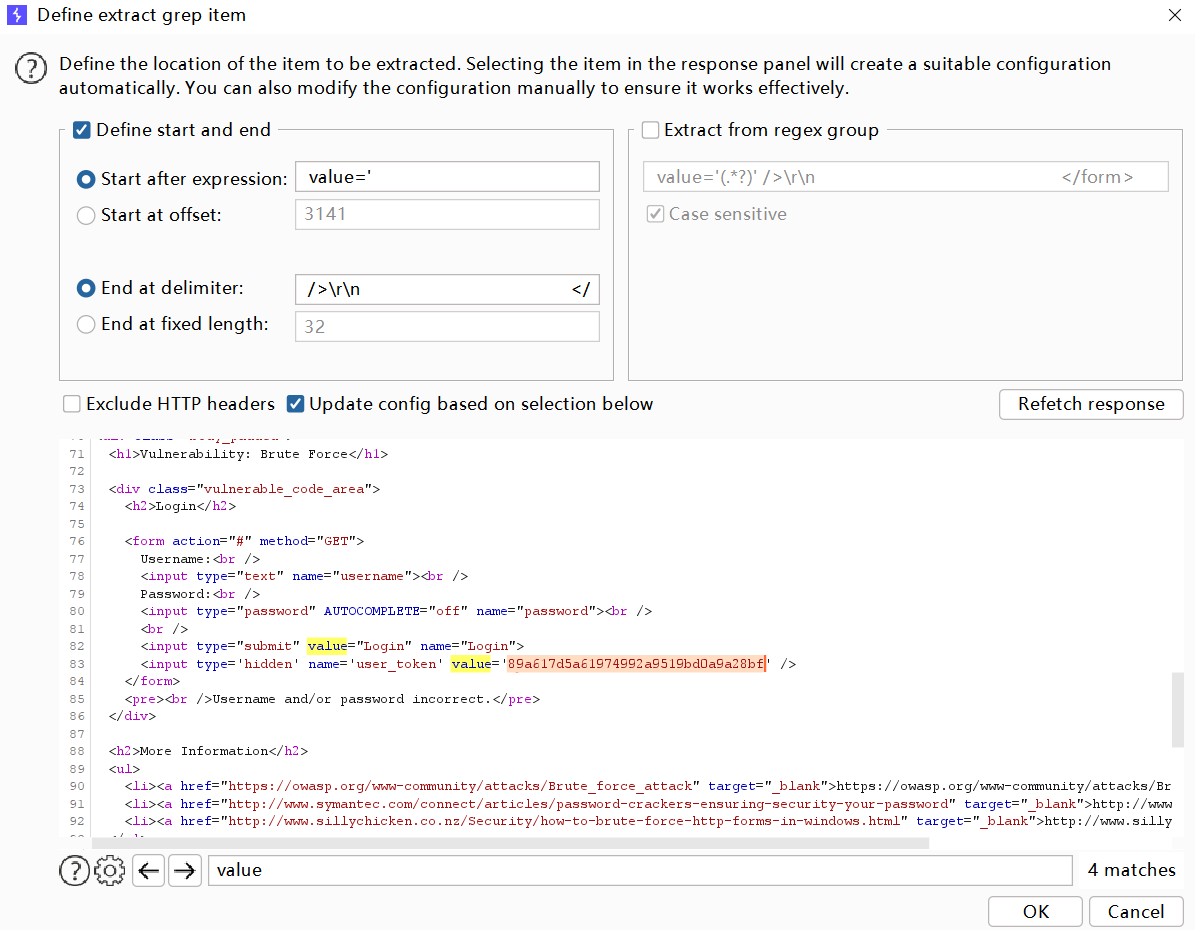 Define extract grep item
Define the location of the item to be extracted. Selecting the item in the response panel will create a suitable configuration
automatically. You can also modify the configuration manually to ensure it works effectively.
Define start and end
Start after expression: value='
Start at offset: 3141
End at delimiter: />\r\n </
End at fixed length: 32
Extract from regex group
value='(.*?)' />\r\n </form>
Case sensitive
Exclude HTTP headers Update config based on selection below Refetch response
71 <h1>Vulnerability: Brute Force</h1>
72
73 <div class="vulnerable_code_area">
74 <h2>Login</h2>
75
76 <form action="#" method="GET">
77 Username:<br />
78 <input type="text" name="username"><br />
79 Password:<br />
80 <input type="password" AUTOCOMPLETE="off" name="password"><br />
81 <br />
82 <input type="submit" value="Login" name="Login">
83 <input type='hidden' name='user_token' value='89a617d5a61974992a9519bd0a9a28bf' />
84 </form>
85 <pre><br />Username and/or password incorrect.</pre>
86 </div>
87
88 <h2>More Information</h2>
89 <ul>
90 <li><a href="https://owasp.org/www-community/attacks/Brute_force_attack" target="_blank">https://owasp.org/www-community/attacks/Br
91 <li><a href="http://www.symantec.com/connect/articles/password-crackers-ensuring-security-your-password" target="_blank">http://www
92 <li><a href="http://www.sillychicken.co.nz/Security/how-to-brute-force-http-forms-in-windows.html" target="_blank">http://www.silly
value 4 matches
OK Cancel